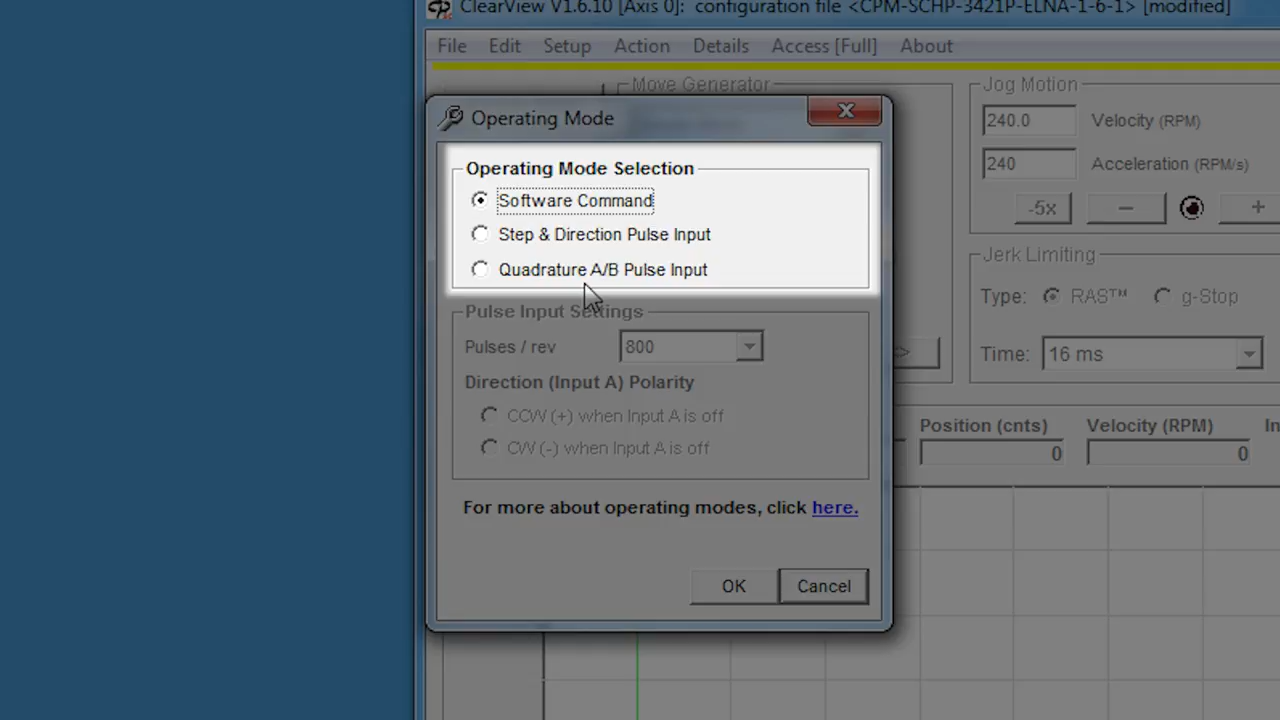 ClearView V1.6.10 [Axis 0]: configuration file <CPM-SCHP-3421P-ELNA-1-6-1> [modified]
File Edit Setup Action Details Access [Full] About
Move Generator
Jog Motion
Operating Mode
240.0 Velocity (RPM)
Operating Mode Selection
240 Acceleration (RPM/s)
Software Command
-5x − +
Step & Direction Pulse Input
Jerk Limiting
Quadrature A/B Pulse Input
Type: RAS™ g-Stop
Pulse Input Settings
Pulses / rev 800
> Time: 16 ms
Direction (Input A) Polarity
CCW (+) when Input A is off
Position (cnts) Velocity (RPM) In
CW (-) when Input A is off
0 0
For more about operating modes, click here.
OK Cancel